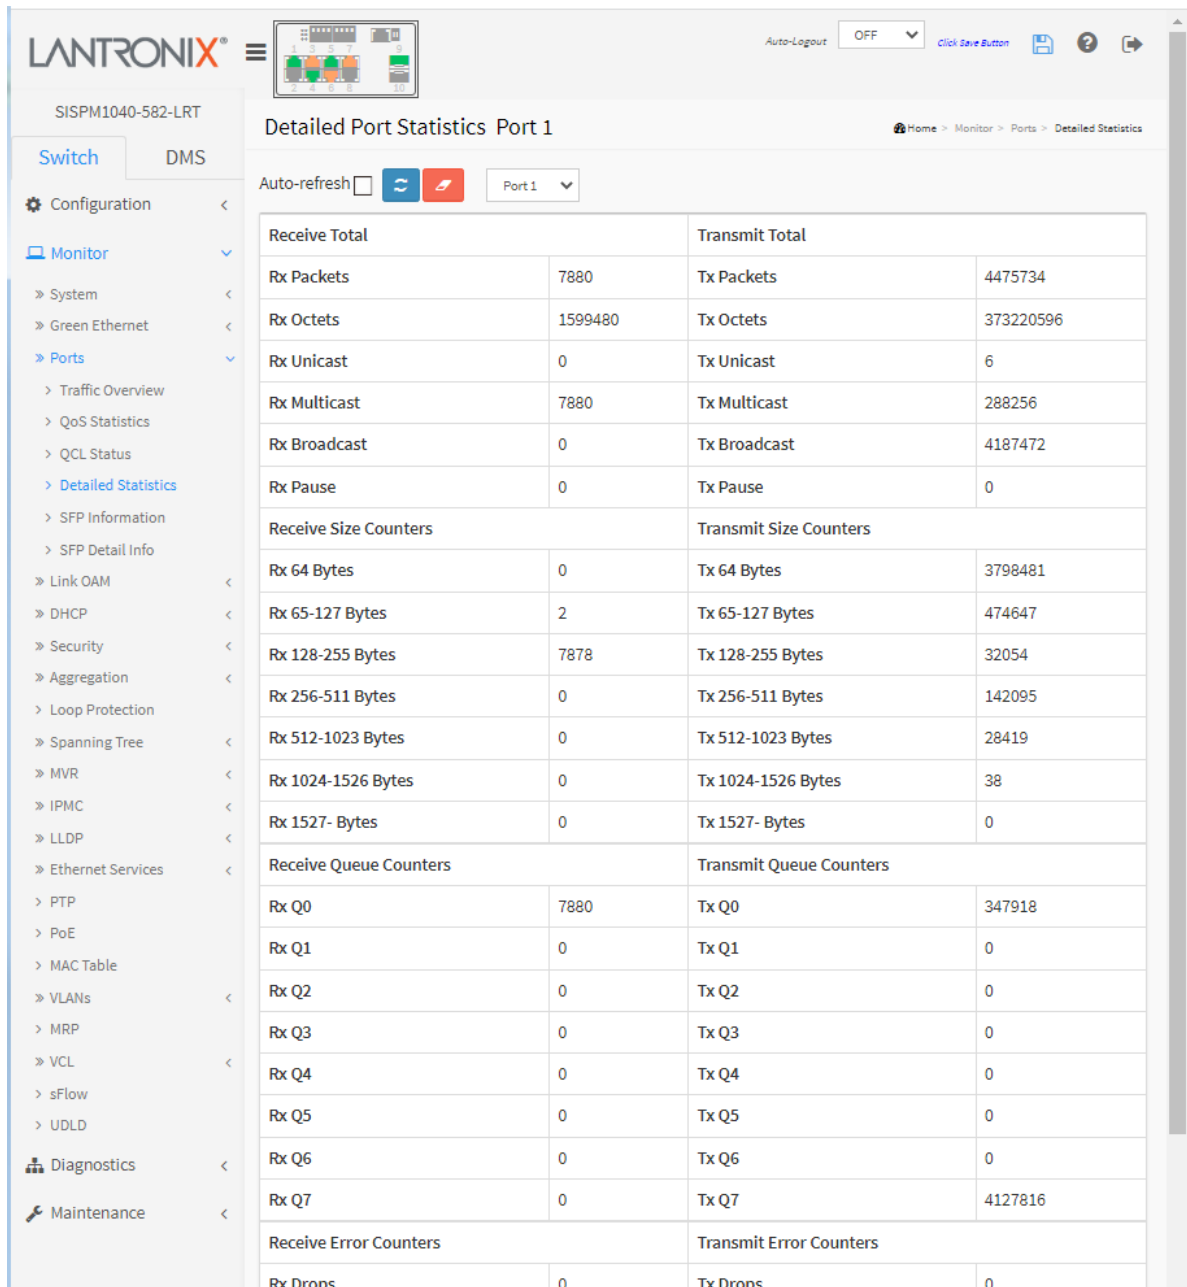 LANTRONIX®
1 3 5 7 9
2 4 6 8 10
Auto-Logout OFF Click Save Button
SISPM1040-582-LRT
Switch DMS
Configuration
Monitor
System
Green Ethernet
Ports
Traffic Overview
QoS Statistics
QCL Status
Detailed Statistics
SFP Information
SFP Detail Info
Link OAM
DHCP
Security
Aggregation
Loop Protection
Spanning Tree
MVR
IPMC
LLDP
Ethernet Services
PTP
PoE
MAC Table
VLANs
MRP
VCL
sFlow
UDLD
Diagnostics
Maintenance
Detailed Port Statistics Port 1
Home > Monitor > Ports > Detailed Statistics
Auto-refresh Port 1
Receive Total Transmit Total
Rx Packets 7880 Tx Packets 4475734
Rx Octets 1599480 Tx Octets 373220596
Rx Unicast 0 Tx Unicast 6
Rx Multicast 7880 Tx Multicast 288256
Rx Broadcast 0 Tx Broadcast 4187472
Rx Pause 0 Tx Pause 0
Receive Size Counters Transmit Size Counters
Rx 64 Bytes 0 Tx 64 Bytes 3798481
Rx 65-127 Bytes 2 Tx 65-127 Bytes 474647
Rx 128-255 Bytes 7878 Tx 128-255 Bytes 32054
Rx 256-511 Bytes 0 Tx 256-511 Bytes 142095
Rx 512-1023 Bytes 0 Tx 512-1023 Bytes 28419
Rx 1024-1526 Bytes 0 Tx 1024-1526 Bytes 38
Rx 1527- Bytes 0 Tx 1527- Bytes 0
Receive Queue Counters Transmit Queue Counters
Rx Q0 7880 Tx Q0 347918
Rx Q1 0 Tx Q1 0
Rx Q2 0 Tx Q2 0
Rx Q3 0 Tx Q3 0
Rx Q4 0 Tx Q4 0
Rx Q5 0 Tx Q5 0
Rx Q6 0 Tx Q6 0
Rx Q7 0 Tx Q7 4127816
Receive Error Counters Transmit Error Counters
Rx Drops 0 Tx Drops 0